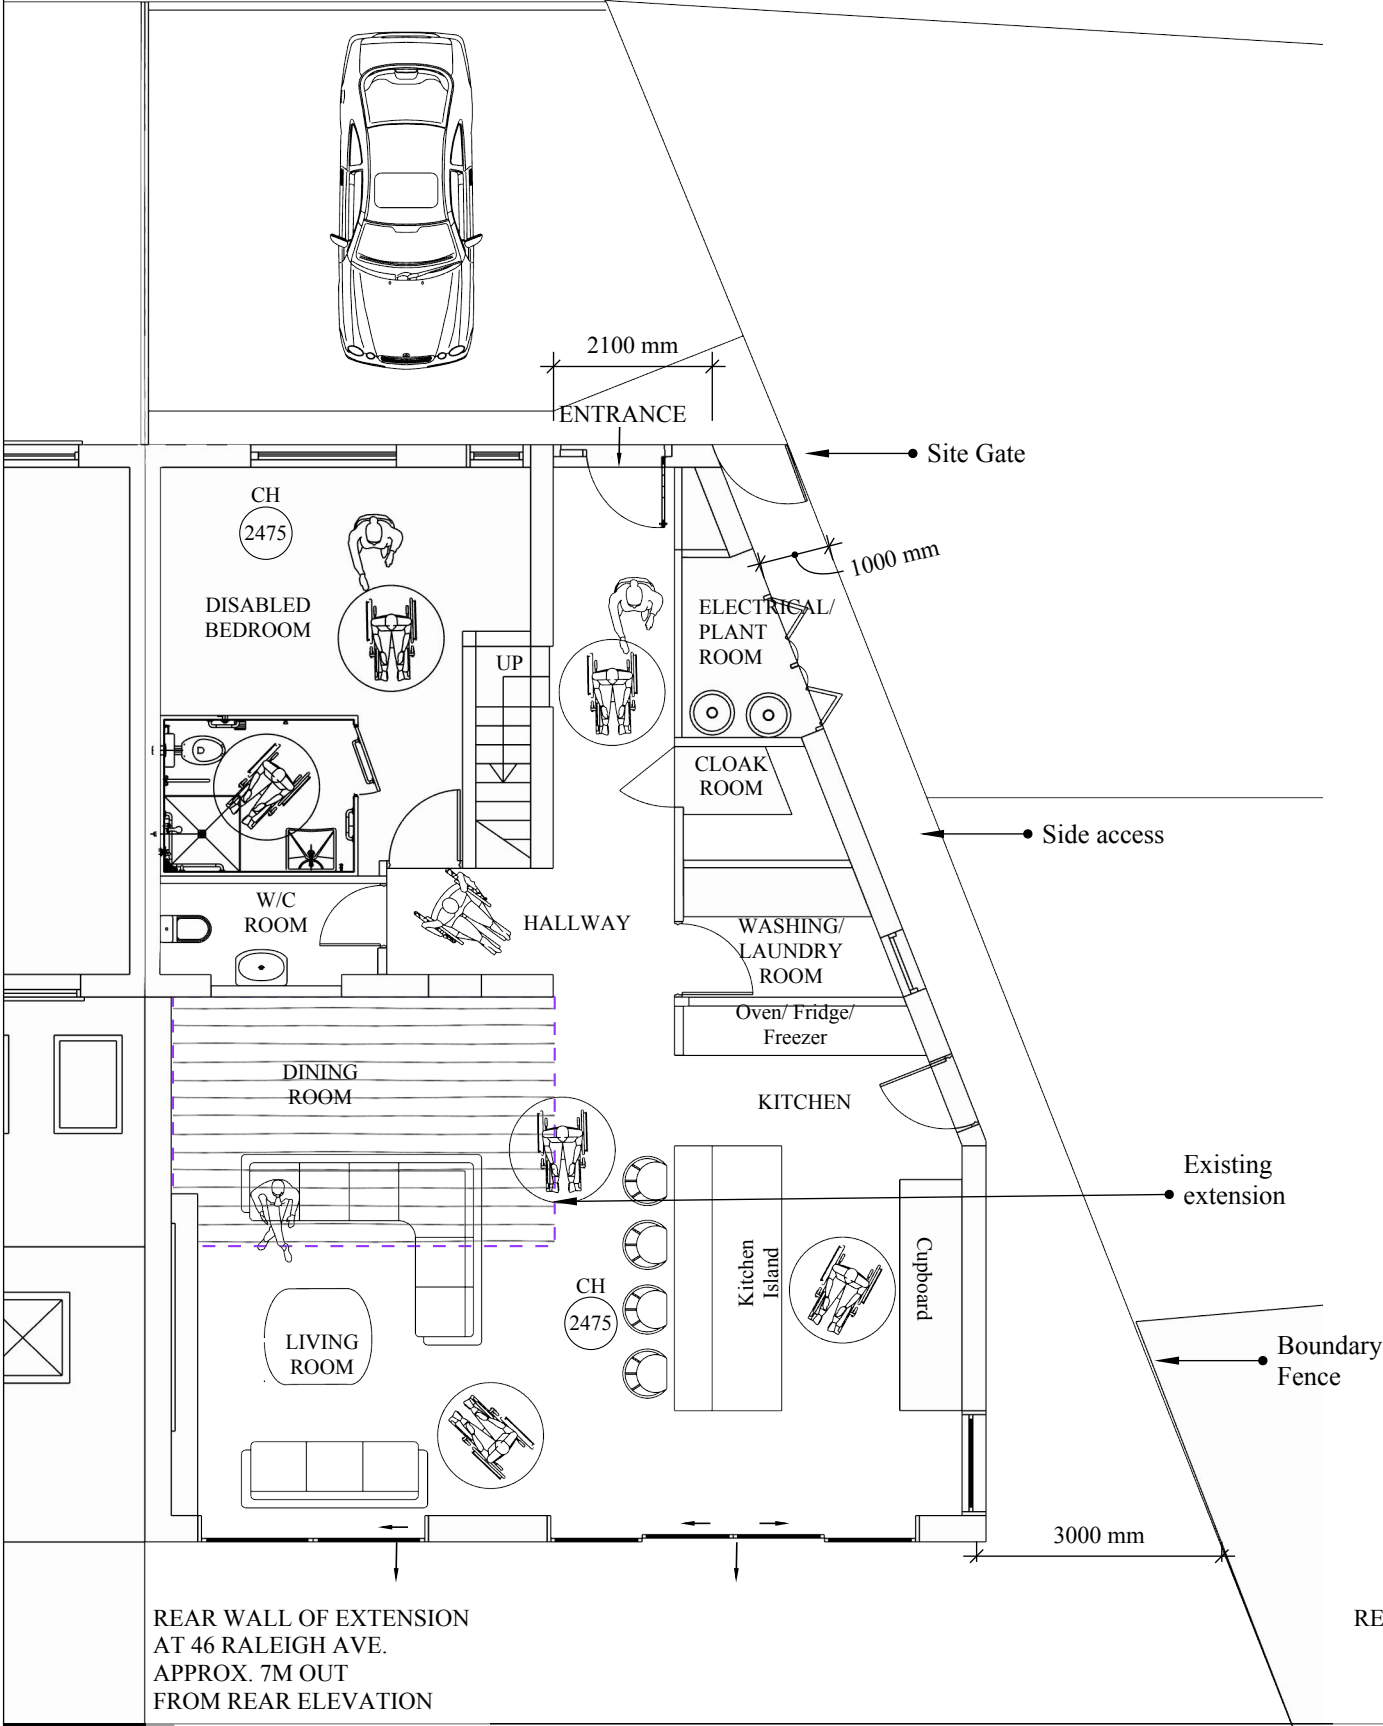 2100 mm
ENTRANCE
Site Gate
CH
2475
1000 mm
DISABLED
BEDROOM
ELECTRICAL/
PLANT
ROOM
UP
CLOAK
ROOM
Side access
W/C
ROOM
HALLWAY
WASHING/
LAUNDRY
ROOM
Oven/ Fridge/
Freezer
DINING
ROOM
KITCHEN
Existing
extension
Kitchen
Island
Cupboard
CH
2475
LIVING
ROOM
Boundary
Fence
3000 mm
REAR WALL OF EXTENSION
AT 46 RALEIGH AVE.
APPROX. 7M OUT
FROM REAR ELEVATION
RE